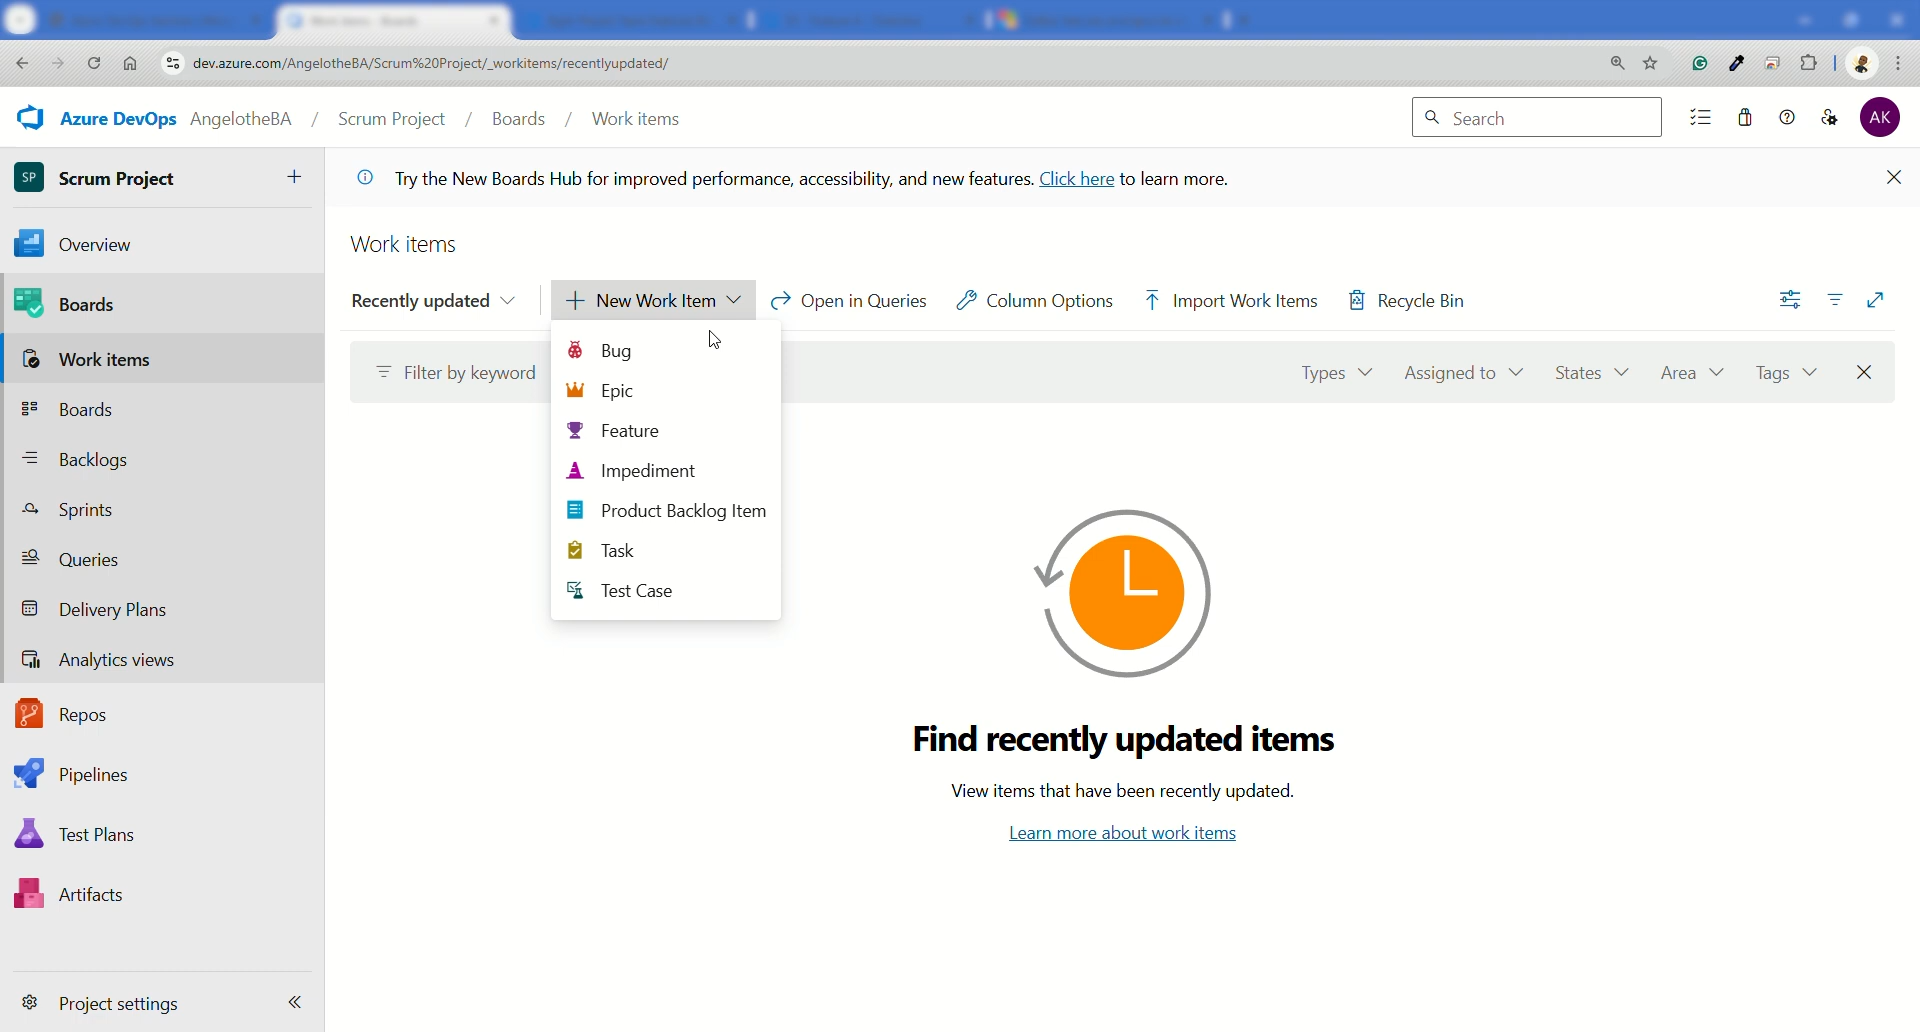 dev.azure.com/AngelotheBA/Scrum%20Project/_workitems/recentlyupdated/
Azure DevOps AngelotheBA / Scrum Project / Boards / Work items
Search
AK
SP Scrum Project
Try the New Boards Hub for improved performance, accessibility, and new features. Click here to learn more.
Overview
Work items
Boards
Recently updated New Work Item Open in Queries Column Options Import Work Items Recycle Bin
Work items
Filter by keyword Types Assigned to States Area Tags
Bug
Epic
Feature
Impediment
Product Backlog Item
Task
Test Case
Boards
Backlogs
Sprints
Queries
Delivery Plans
Analytics views
Repos
Pipelines
Test Plans
Artifacts
Project settings
Find recently updated items
View items that have been recently updated.
Learn more about work items